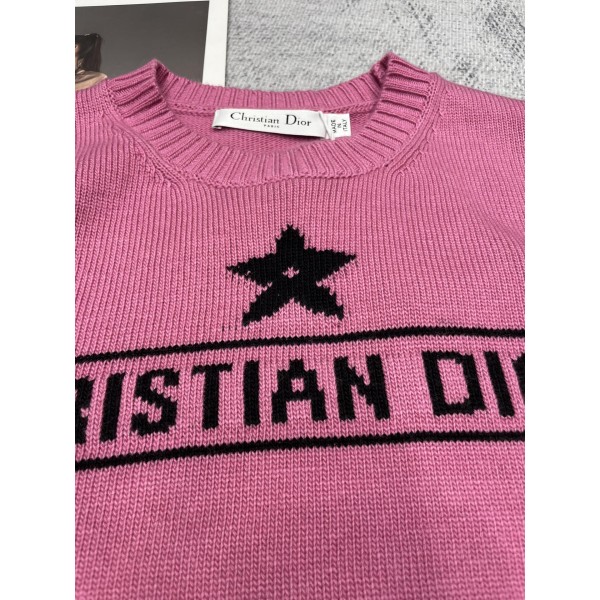 Christian Dior
PARIS
MADE
IN
ITALY
RISTIAN DI